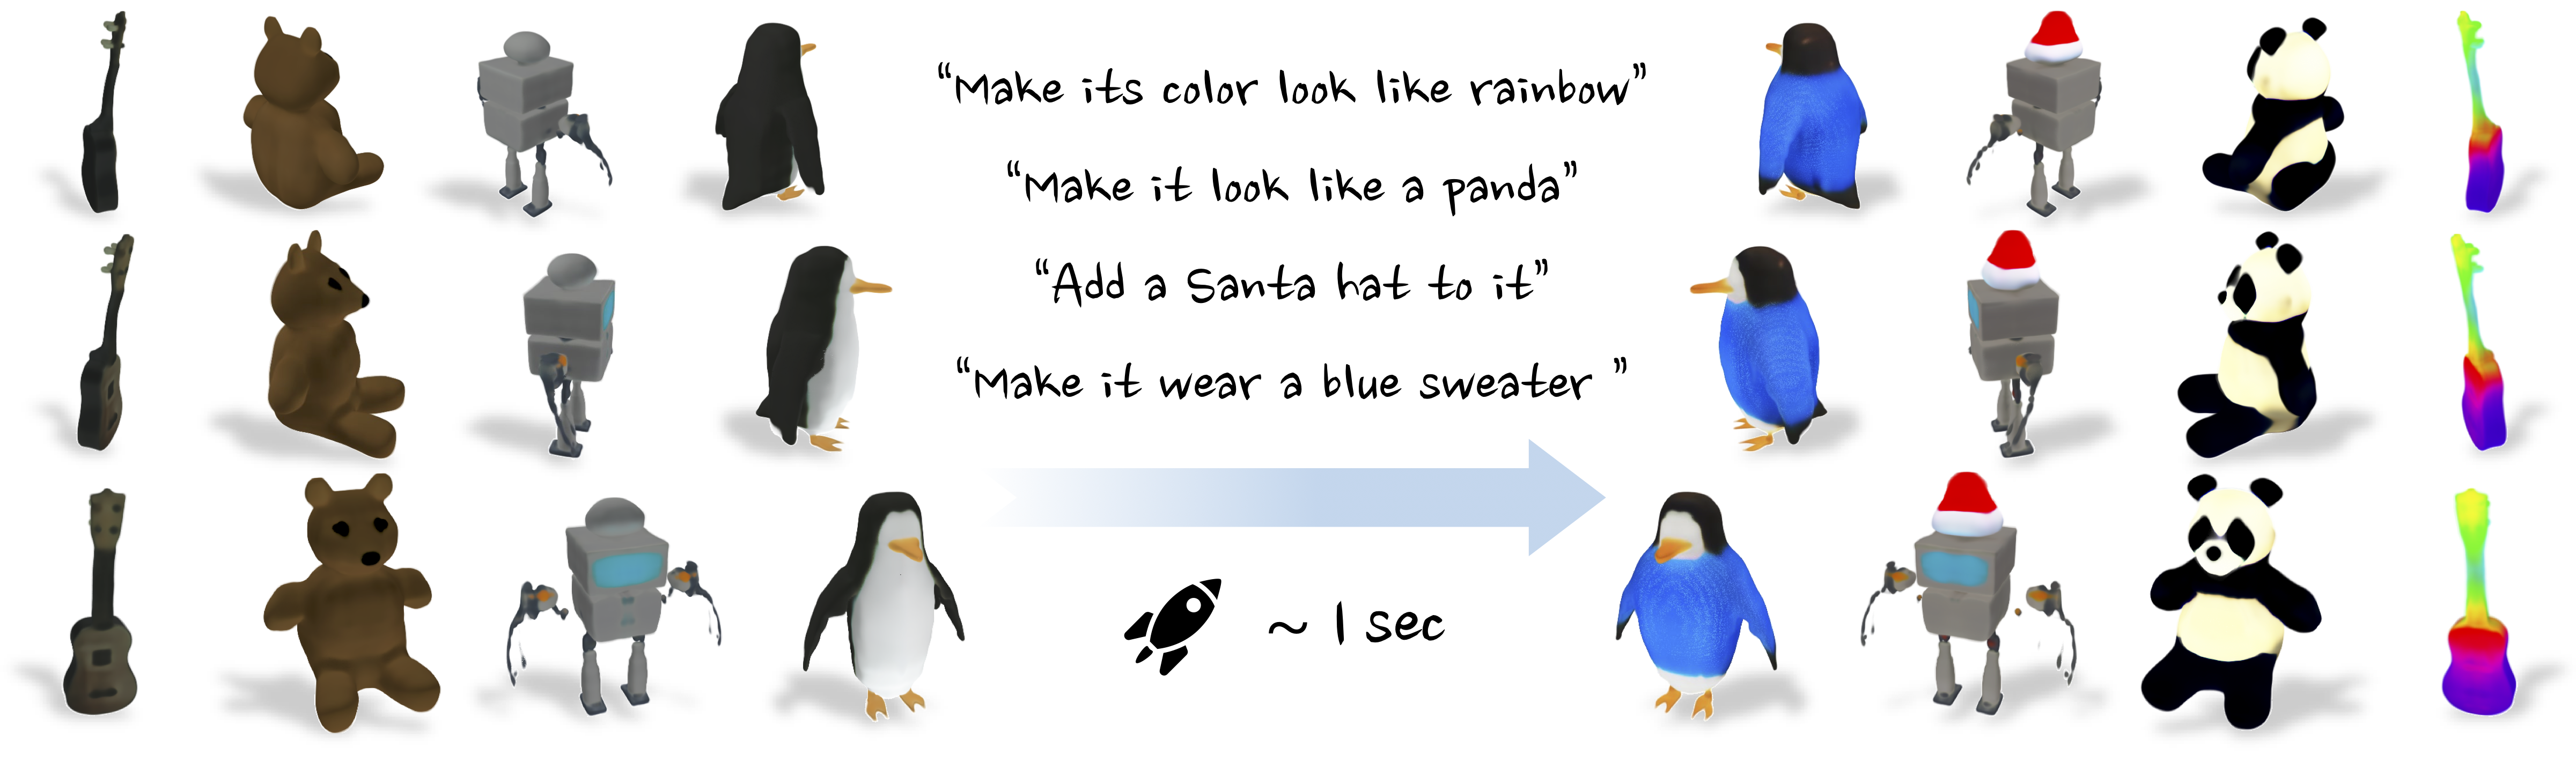 “Make its color look like rainbow”
“Make it look like a panda”
“Add a Santa hat to it”
“Make it wear a blue sweater ”
~ 1 sec